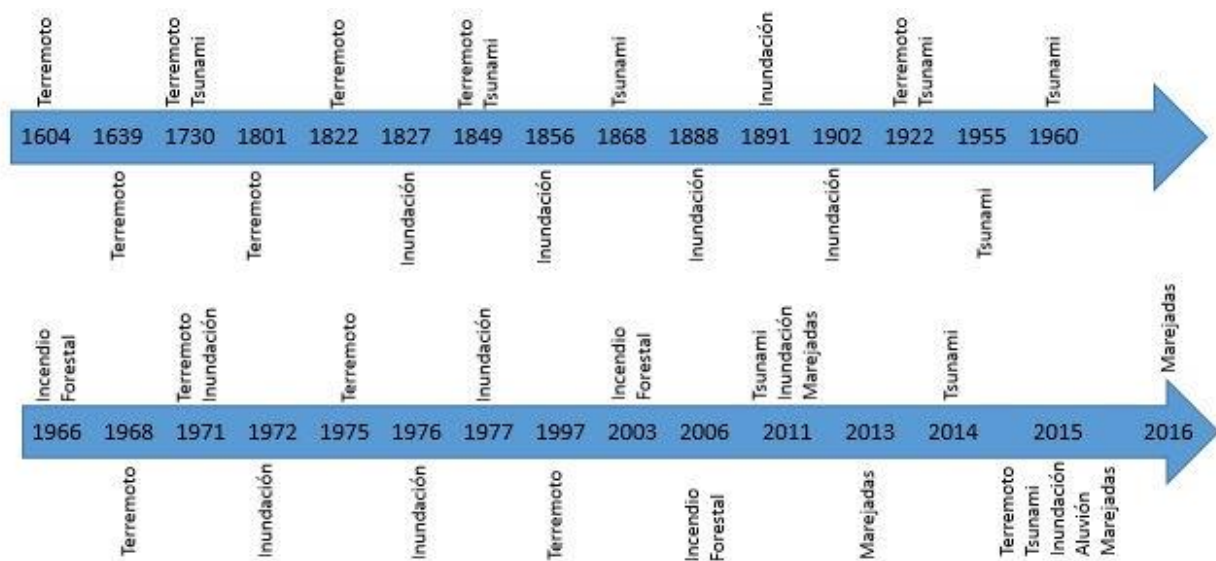 Terremoto
Terremoto
Tsunami
Terremoto
Terremoto
Tsunami
Tsunami
Inundación
Terremoto
Tsunami
Tsunami
1604 1639 1730 1801 1822 1827 1849 1856 1868 1888 1891 1902 1922 1955 1960
Terremoto
Terremoto
Inundación
Inundación
Inundación
Inundación
Tsunami
Incendio
Forestal
Terremoto
Inundación
Terremoto
Inundación
Incendio
Forestal
Tsunami
Inundación
Marejadas
Tsunami
Marejadas
1966 1968 1971 1972 1975 1976 1977 1997 2003 2006 2011 2013 2014 2015 2016
Terremoto
Inundación
Inundación
Terremoto
Incendio
Forestal
Marejadas
Terremoto
Tsunami
Inundación
Aluvión
Marejadas